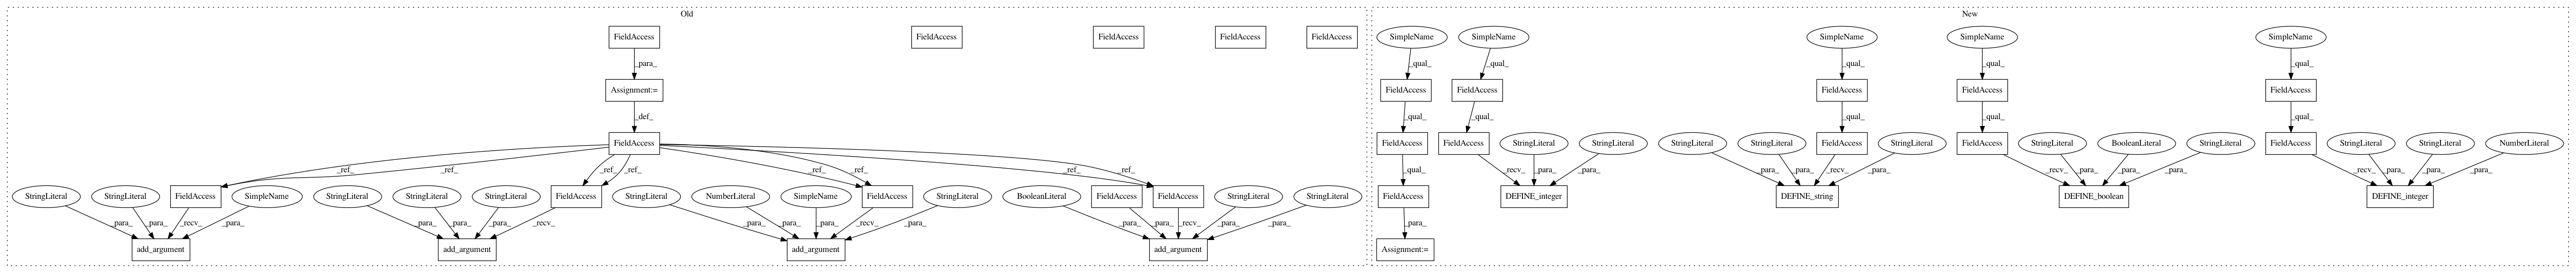 Old
New
FieldAccess FieldAccess FieldAccess FieldAccess FieldAccess SimpleName SimpleName SimpleName SimpleName SimpleName
_para_ _qual_ _qual_ _qual_ _qual_ _qual_
Assignment:= FieldAccess FieldAccess FieldAccess FieldAccess FieldAccess
_def_ _qual_ _qual_ _qual_ _qual_ _qual_
FieldAccess FieldAccess FieldAccess StringLiteral StringLiteral StringLiteral StringLiteral FieldAccess StringLiteral FieldAccess StringLiteral BooleanLiteral StringLiteral FieldAccess StringLiteral StringLiteral NumberLiteral
_ref_ _ref_ _ref_ _ref_ _ref_ _ref_ _ref_ _ref_ _qual_ _recv_ _para_ _para_ _para_ _para_ _recv_ _para_ _recv_ _para_ _para_ _para_ _recv_ _para_ _para_ _para_
StringLiteral StringLiteral FieldAccess SimpleName StringLiteral StringLiteral StringLiteral FieldAccess StringLiteral NumberLiteral SimpleName FieldAccess StringLiteral BooleanLiteral FieldAccess FieldAccess StringLiteral StringLiteral FieldAccess DEFINE_integer DEFINE_string DEFINE_boolean DEFINE_integer
_para_ _para_ _recv_ _para_ _para_ _para_ _para_ _recv_ _para_ _para_ _para_ _recv_ _para_ _para_ _para_ _recv_ _para_ _para_ _para_
add_argument add_argument add_argument add_argument Assignment:=